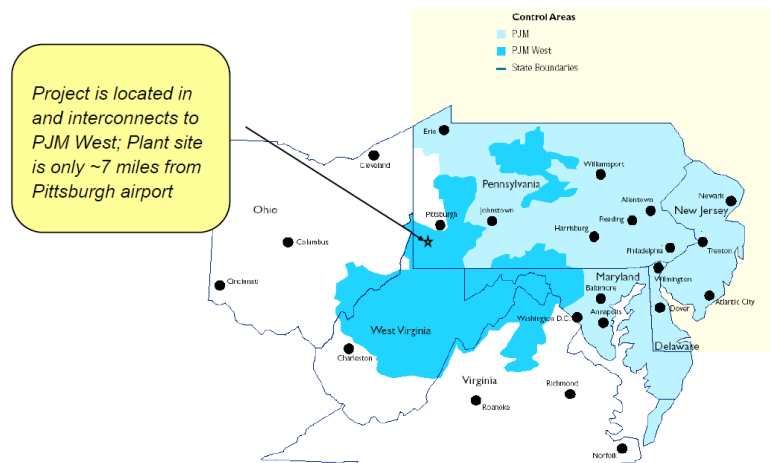 Control Areas
PJM
PJM West
State Boundaries
Project is located in
and interconnects to
PJM West; Plant site
is only ~7 miles from
Pittsburgh airport
Erie
Cleveland
Williamsport
Pennsylvania
Newark
Allentown
New Jersey
Ohio
Pittsburgh
Johnstown
Reading
Harrisburg
Columbus
Philadelphia
Trenton
Maryland
Wilmington
Cincinnati
Baltimore
Atlantic City
Dover
Annapolis
Washington D.C.
West Virginia
Delaware
Charleston
Virginia
Richmond
Roanoke
Norfolk